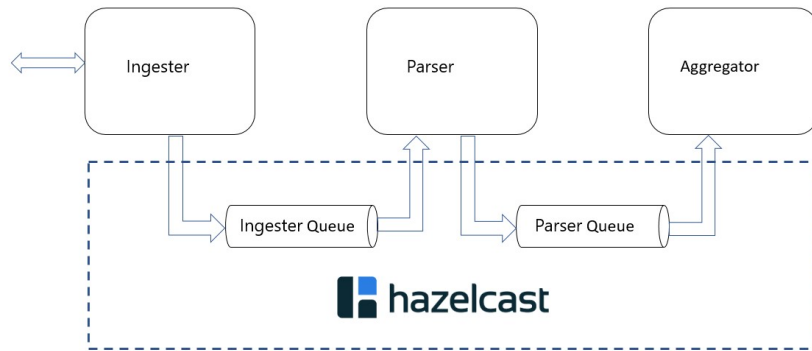 Ingester
Parser
Aggregator
Ingester Queue
Parser Queue
hazelcast